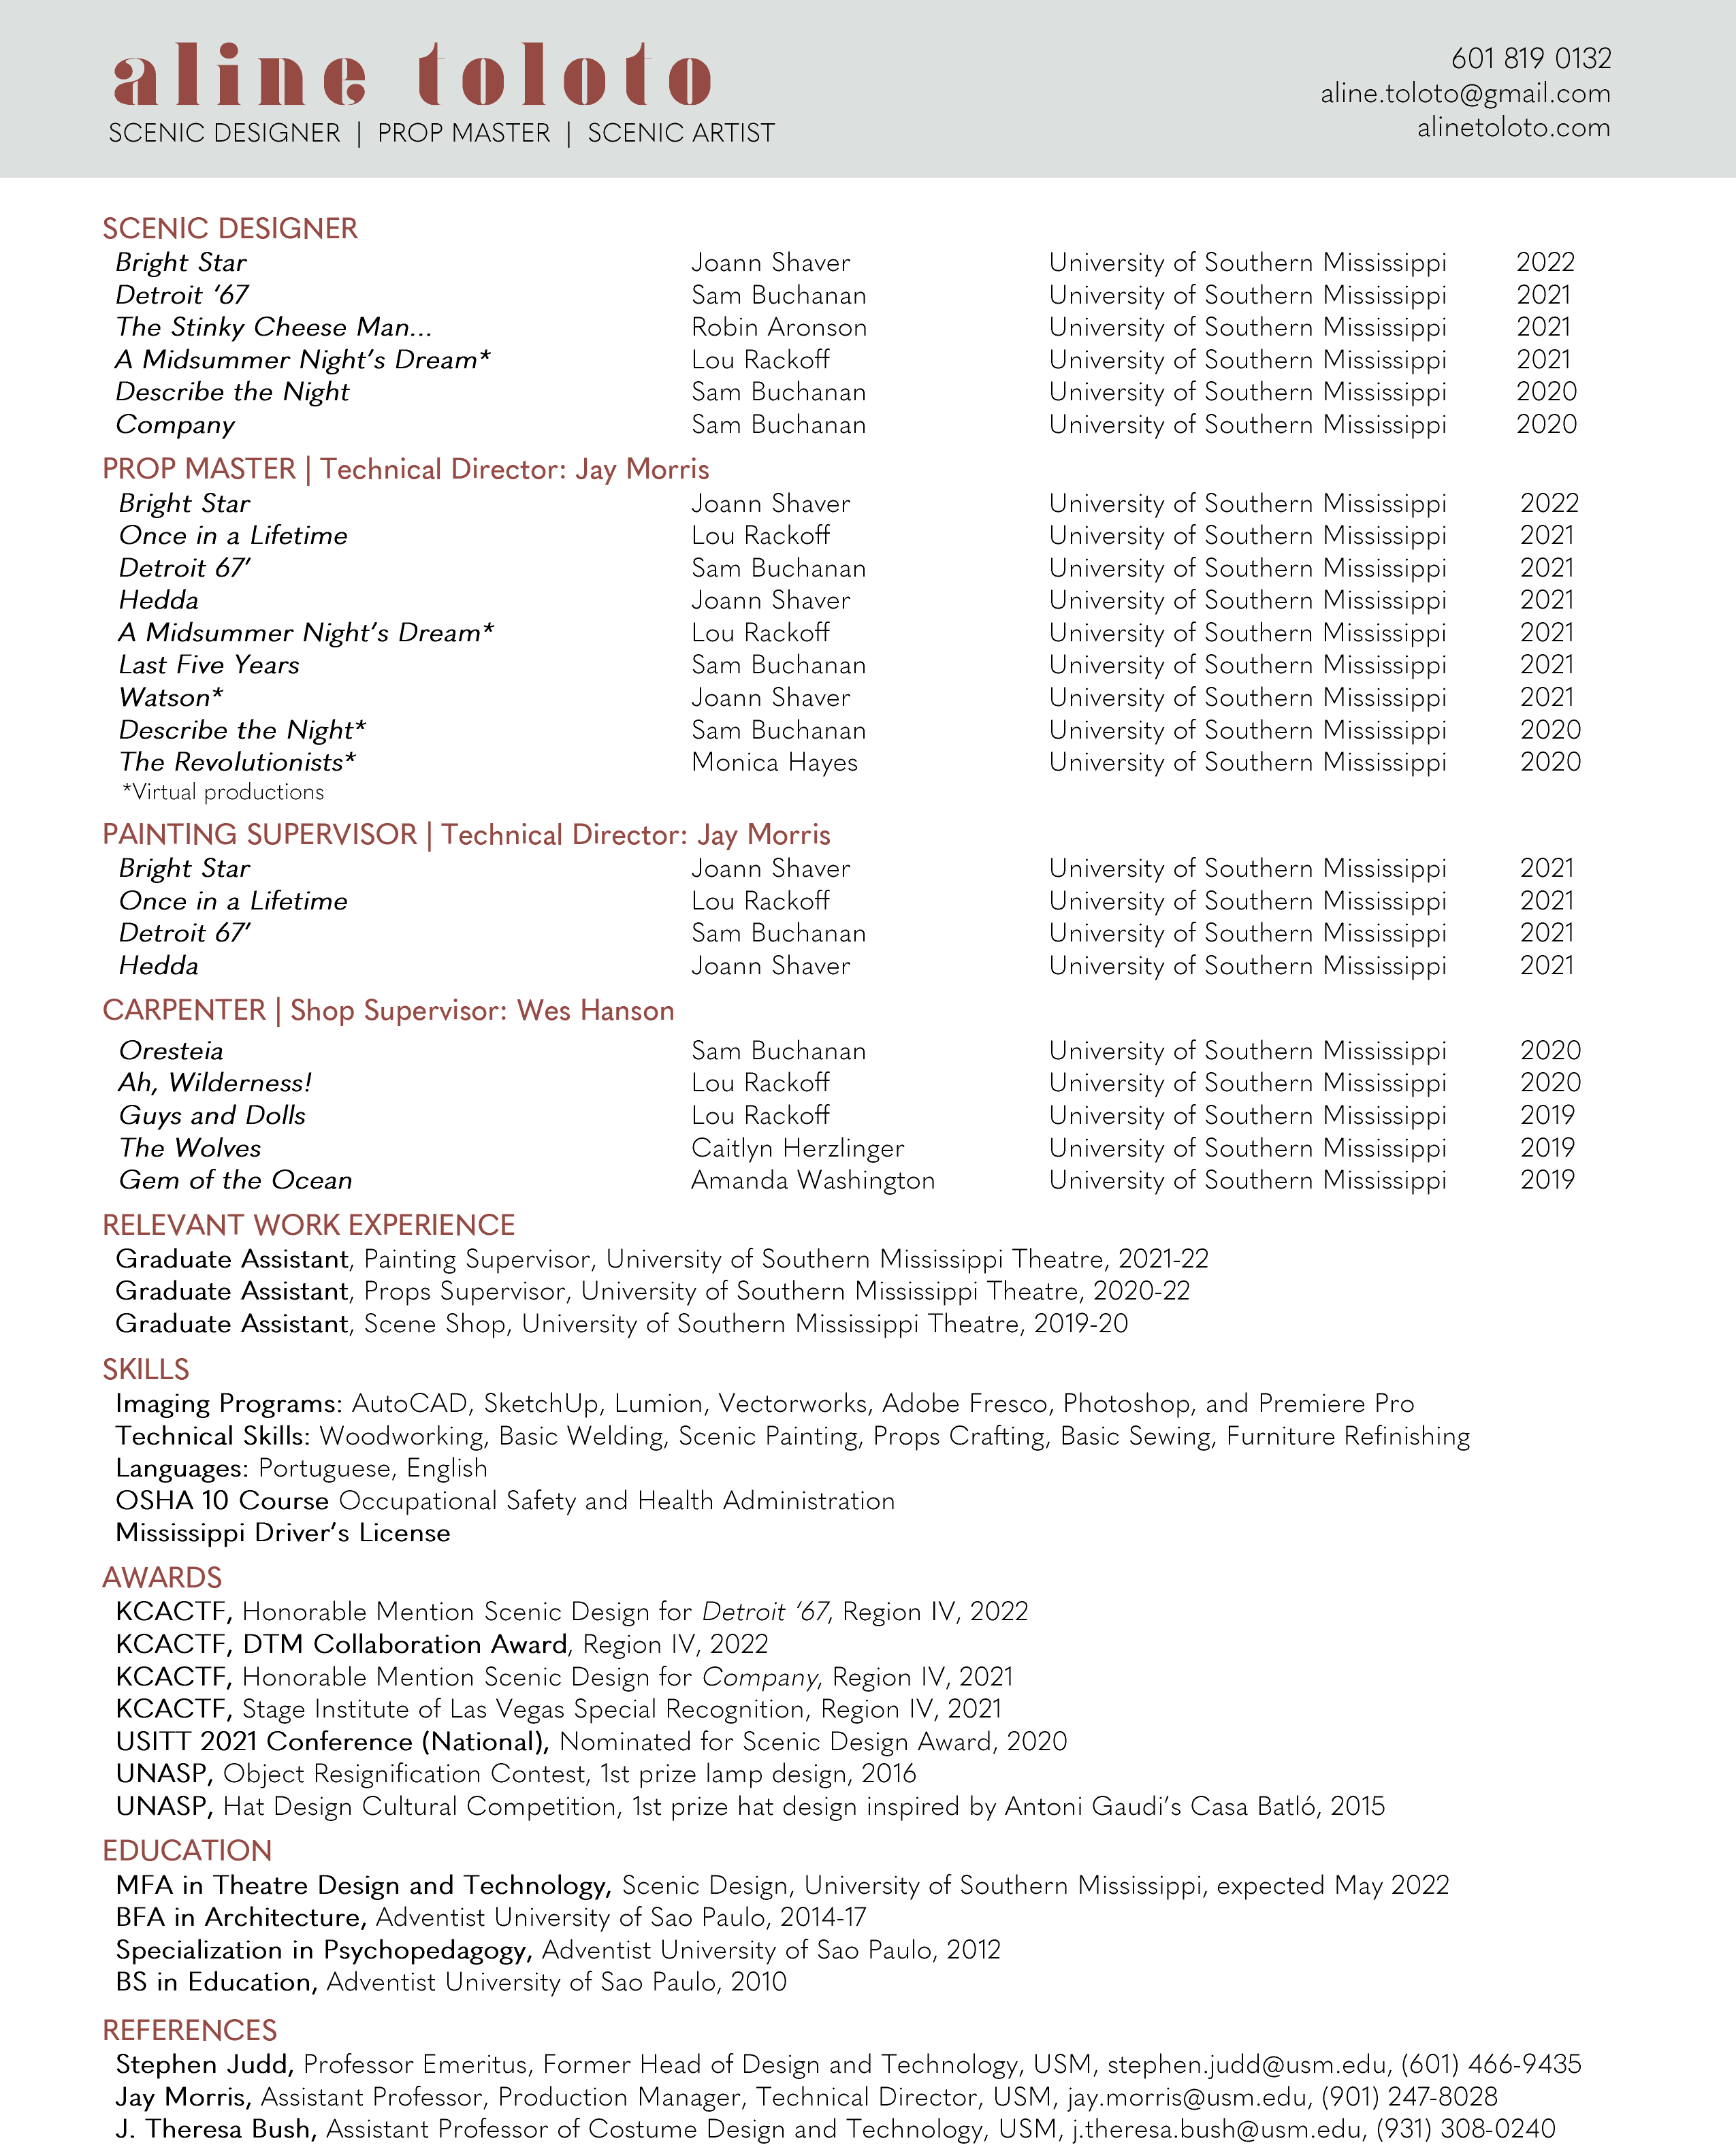 aline toloto
SCENIC DESIGNER | PROP MASTER | SCENIC ARTIST
601 819 0132
aline.toloto@gmail.com
alinetoloto.com
SCENIC DESIGNER
Bright Star Joann Shaver University of Southern Mississippi 2022
Detroit ‘67 Sam Buchanan University of Southern Mississippi 2021
The Stinky Cheese Man... Robin Aronson University of Southern Mississippi 2021
A Midsummer Night’s Dream* Lou Rackoff University of Southern Mississippi 2021
Describe the Night Sam Buchanan University of Southern Mississippi 2020
Company Sam Buchanan University of Southern Mississippi 2020
PROP MASTER | Technical Director: Jay Morris
Bright Star Joann Shaver University of Southern Mississippi 2022
Once in a Lifetime Lou Rackoff University of Southern Mississippi 2021
Detroit 67’ Sam Buchanan University of Southern Mississippi 2021
Hedda Joann Shaver University of Southern Mississippi 2021
A Midsummer Night’s Dream* Lou Rackoff University of Southern Mississippi 2021
Last Five Years Sam Buchanan University of Southern Mississippi 2021
Watson* Joann Shaver University of Southern Mississippi 2021
Describe the Night* Sam Buchanan University of Southern Mississippi 2020
The Revolutionists* Monica Hayes University of Southern Mississippi 2020
*Virtual productions
PAINTING SUPERVISOR | Technical Director: Jay Morris
Bright Star Joann Shaver University of Southern Mississippi 2021
Once in a Lifetime Lou Rackoff University of Southern Mississippi 2021
Detroit 67’ Sam Buchanan University of Southern Mississippi 2021
Hedda Joann Shaver University of Southern Mississippi 2021
CARPENTER | Shop Supervisor: Wes Hanson
Oresteia Sam Buchanan University of Southern Mississippi 2020
Ah, Wilderness! Lou Rackoff University of Southern Mississippi 2020
Guys and Dolls Lou Rackoff University of Southern Mississippi 2019
The Wolves Caitlyn Herzlinger University of Southern Mississippi 2019
Gem of the Ocean Amanda Washington University of Southern Mississippi 2019
RELEVANT WORK EXPERIENCE
Graduate Assistant, Painting Supervisor, University of Southern Mississippi Theatre, 2021-22
Graduate Assistant, Props Supervisor, University of Southern Mississippi Theatre, 2020-22
Graduate Assistant, Scene Shop, University of Southern Mississippi Theatre, 2019-20
SKILLS
Imaging Programs: AutoCAD, SketchUp, Lumion, Vectorworks, Adobe Fresco, Photoshop, and Premiere Pro
Technical Skills: Woodworking, Basic Welding, Scenic Painting, Props Crafting, Basic Sewing, Furniture Refinishing
Languages: Portuguese, English
OSHA 10 Course Occupational Safety and Health Administration
Mississippi Driver’s License
AWARDS
KCACTF, Honorable Mention Scenic Design for Detroit ‘67, Region IV, 2022
KCACTF, DTM Collaboration Award, Region IV, 2022
KCACTF, Honorable Mention Scenic Design for Company, Region IV, 2021
KCACTF, Stage Institute of Las Vegas Special Recognition, Region IV, 2021
USITT 2021 Conference (National), Nominated for Scenic Design Award, 2020
UNASP, Object Resignification Contest, 1st prize lamp design, 2016
UNASP, Hat Design Cultural Competition, 1st prize hat design inspired by Antoni Gaudi’s Casa Batló, 2015
EDUCATION
MFA in Theatre Design and Technology, Scenic Design, University of Southern Mississippi, expected May 2022
BFA in Architecture, Adventist University of Sao Paulo, 2014-17
Specialization in Psychopedagogy, Adventist University of Sao Paulo, 2012
BS in Education, Adventist University of Sao Paulo, 2010
REFERENCES
Stephen Judd, Professor Emeritus, Former Head of Design and Technology, USM, stephen.judd@usm.edu, (601) 466-9435
Jay Morris, Assistant Professor, Production Manager, Technical Director, USM, jay.morris@usm.edu, (901) 247-8028
J. Theresa Bush, Assistant Professor of Costume Design and Technology, USM, j.theresa.bush@usm.edu, (931) 308-0240